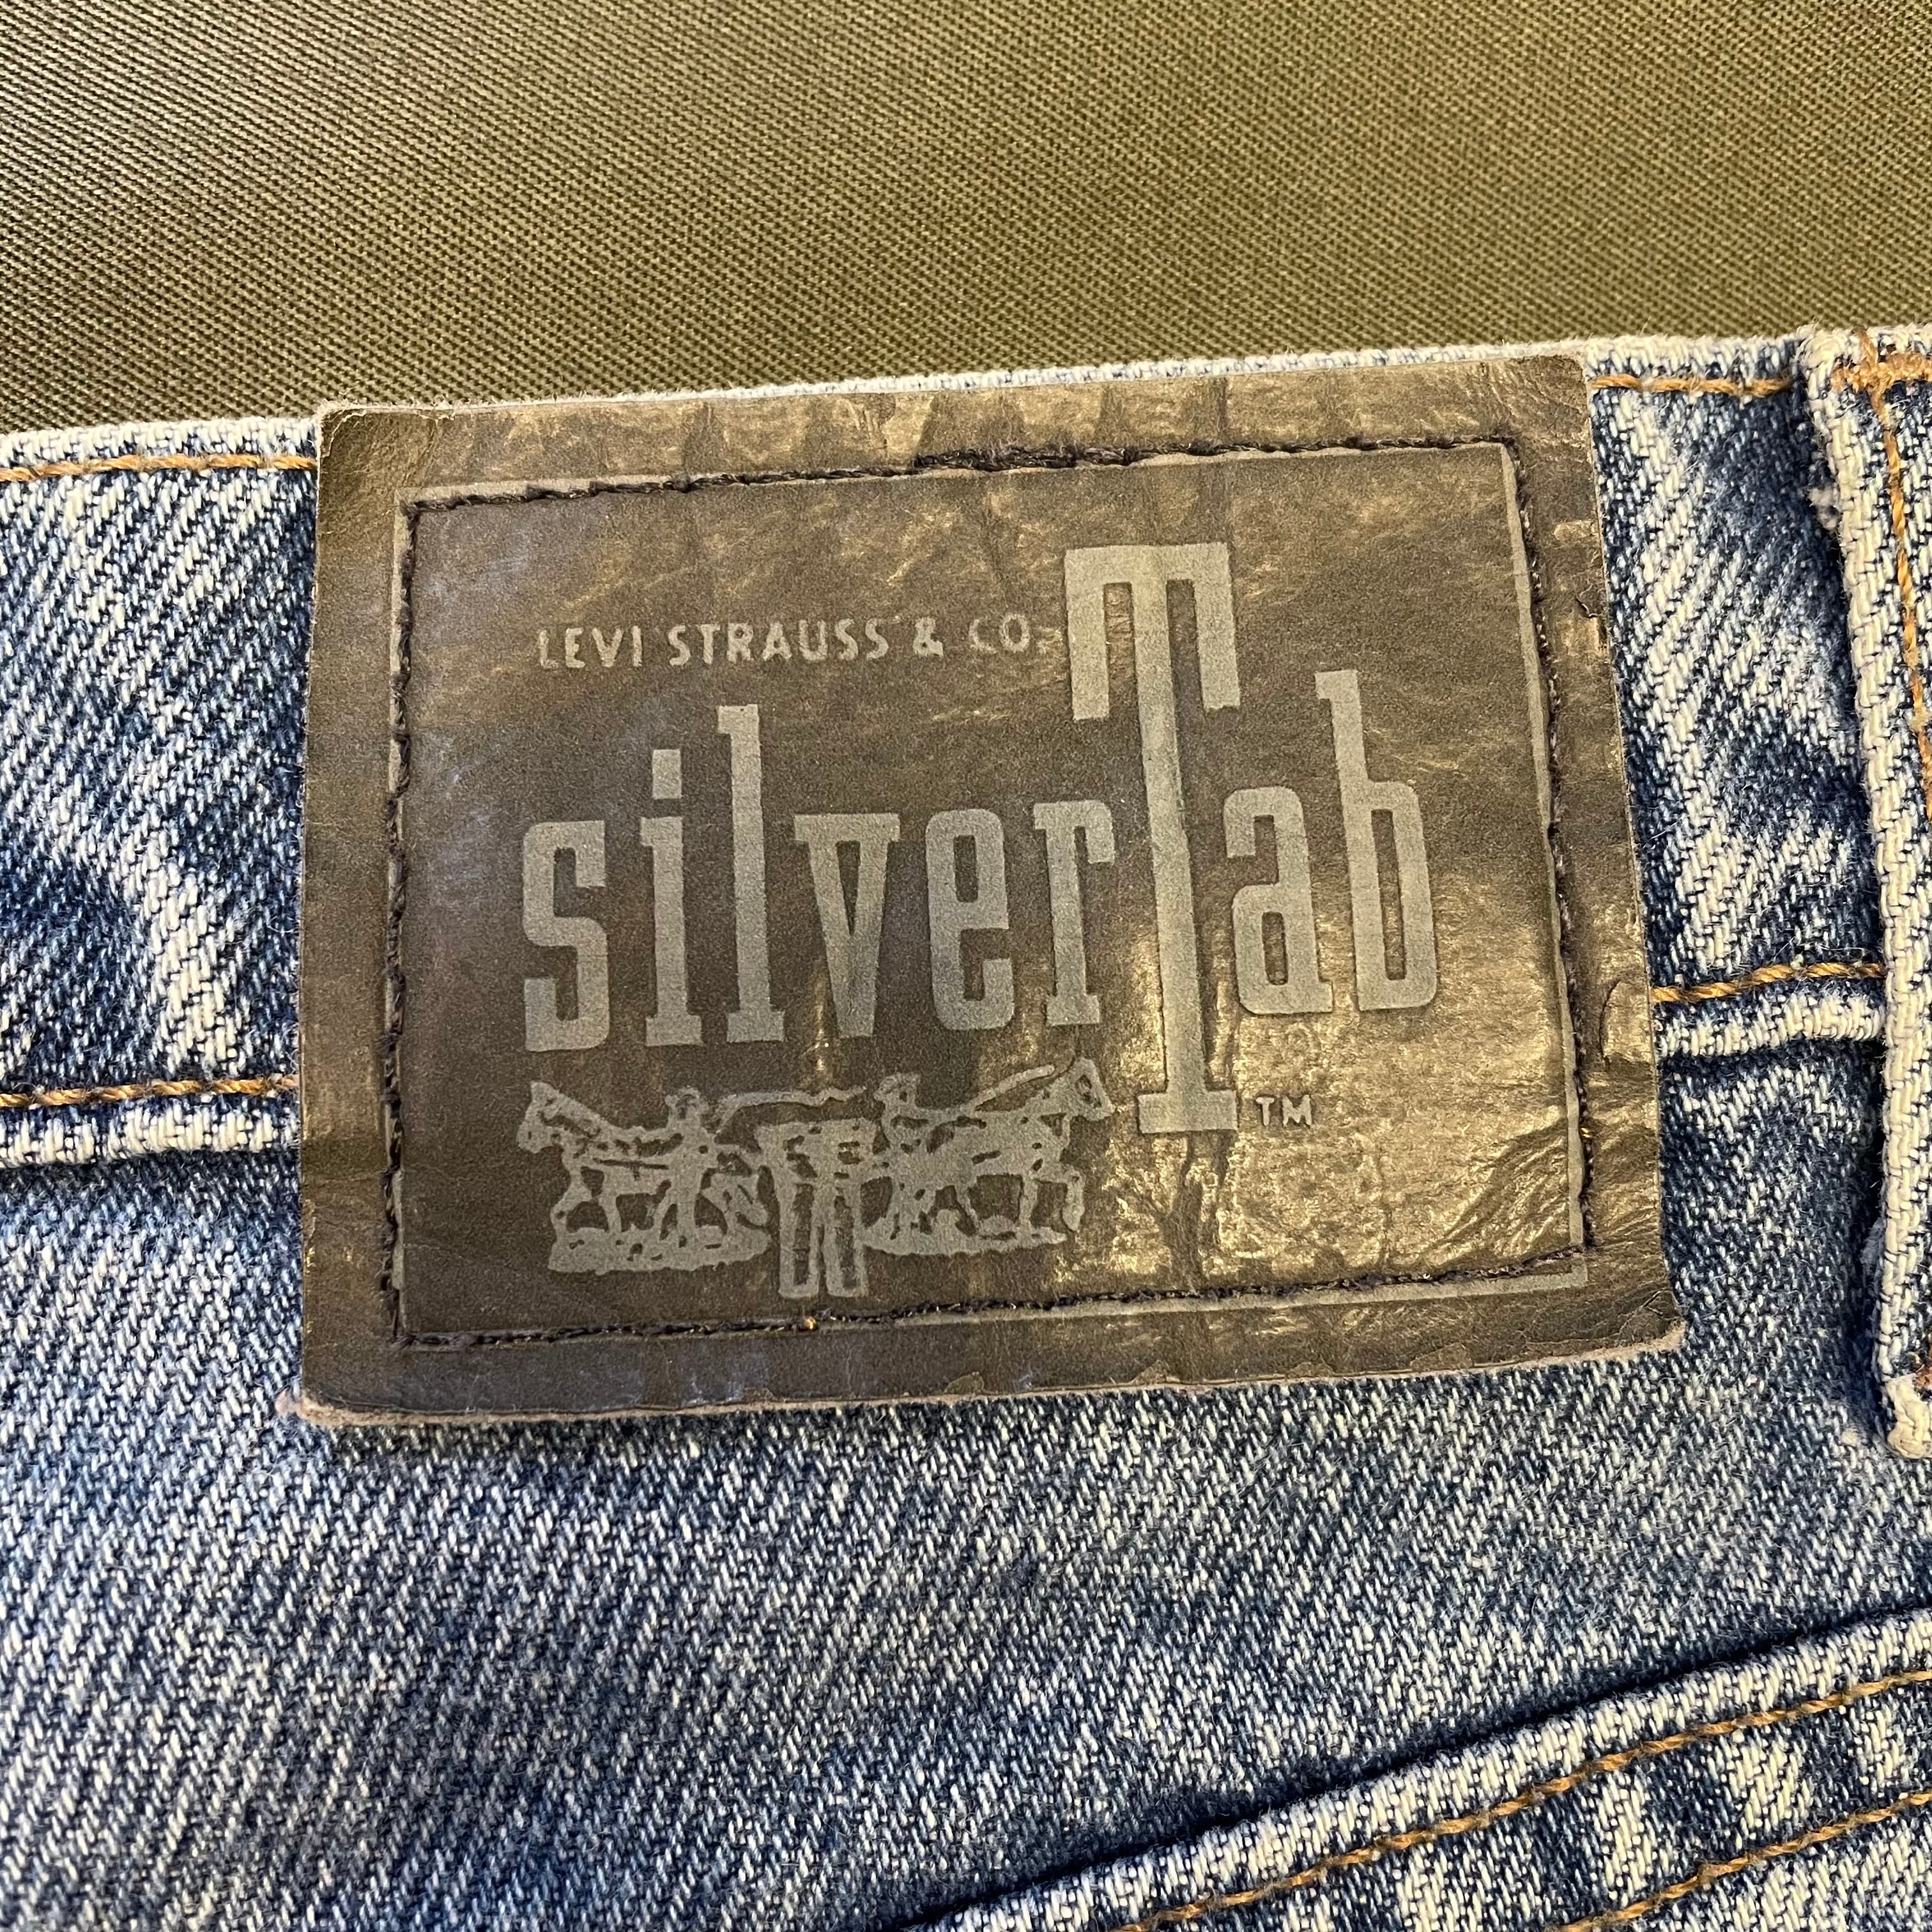 LEVI STRAUSS & CO.
silverTab
TM